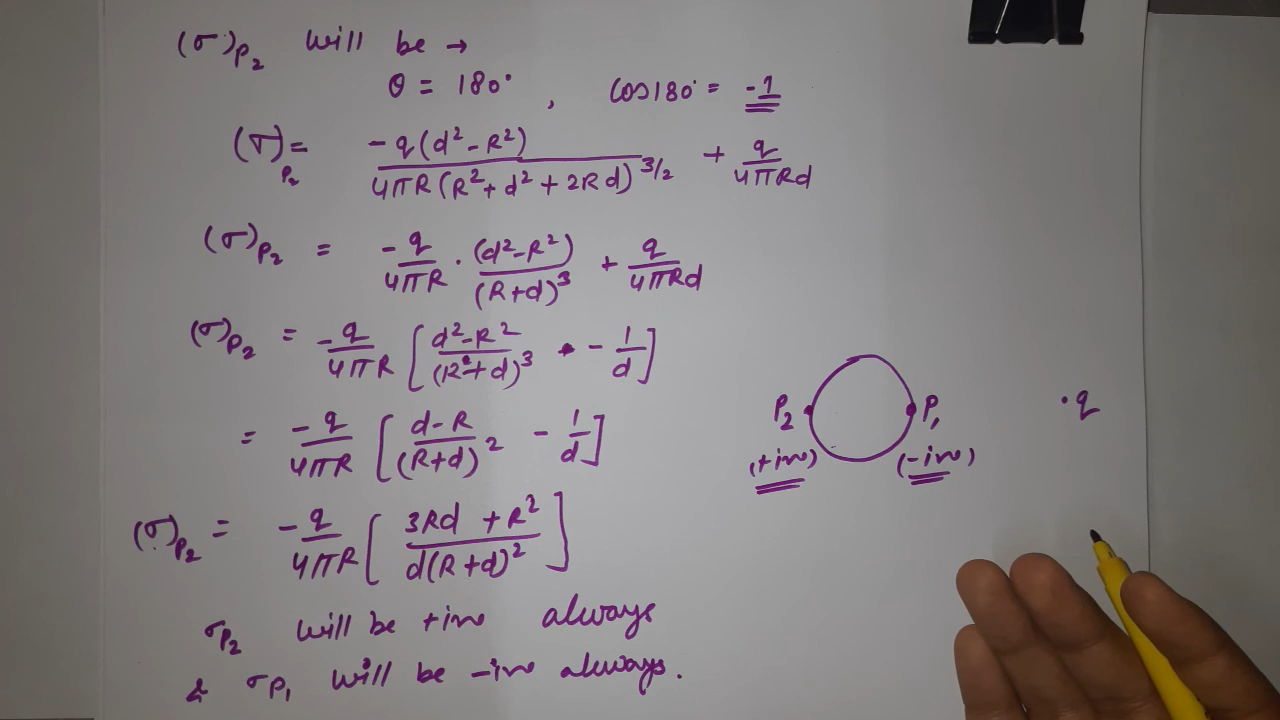 (σ)P₂ will be →
θ = 180° , cos180° = -1
(σ)P₂ = -q(d² - R²) / 4πR(R² + d² + 2Rd)^3/2 + q / 4πRd
(σ)P₂ = -q / 4πR · (d² - R²) / (R+d)³ + q / 4πRd
(σ)P₂ = -q / 4πR [ d² - R² / (R+d)³ - 1/d ]
= -q / 4πR [ d - R / (R+d)² - 1/d ]
(σ)P₂ = -q / 4πR [ 3Rd + R² / d(R+d)² ]
σP₂ will be +ive always
& σP₁ will be -ive always.
P₂ P₁ · q
(+ive) (-ive)